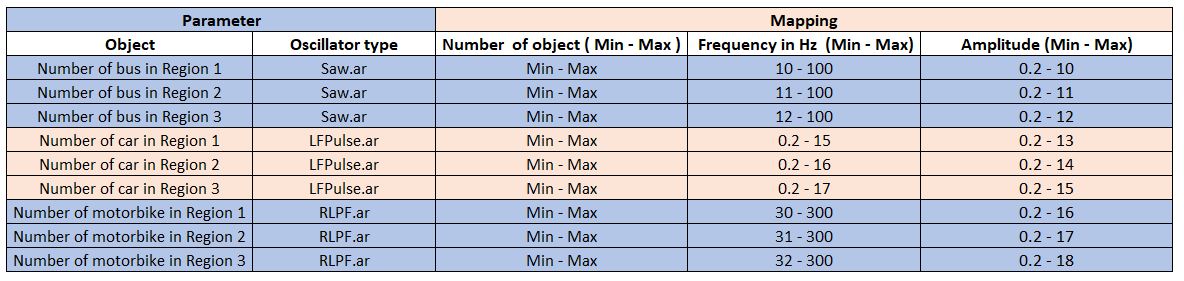 Parameter Mapping
Object Oscillator type Number of object ( Min - Max ) Frequency in Hz (Min - Max) Amplitude (Min - Max)
Number of bus in Region 1 Saw.ar Min - Max 10 - 100 0.2 - 10
Number of bus in Region 2 Saw.ar Min - Max 11 - 100 0.2 - 11
Number of bus in Region 3 Saw.ar Min - Max 12 - 100 0.2 - 12
Number of car in Region 1 LFPulse.ar Min - Max 0.2 - 15 0.2 - 13
Number of car in Region 2 LFPulse.ar Min - Max 0.2 - 16 0.2 - 14
Number of car in Region 3 LFPulse.ar Min - Max 0.2 - 17 0.2 - 15
Number of motorbike in Region 1 RLPF.ar Min - Max 30 - 300 0.2 - 16
Number of motorbike in Region 2 RLPF.ar Min - Max 31 - 300 0.2 - 17
Number of motorbike in Region 3 RLPF.ar Min - Max 32 - 300 0.2 - 18